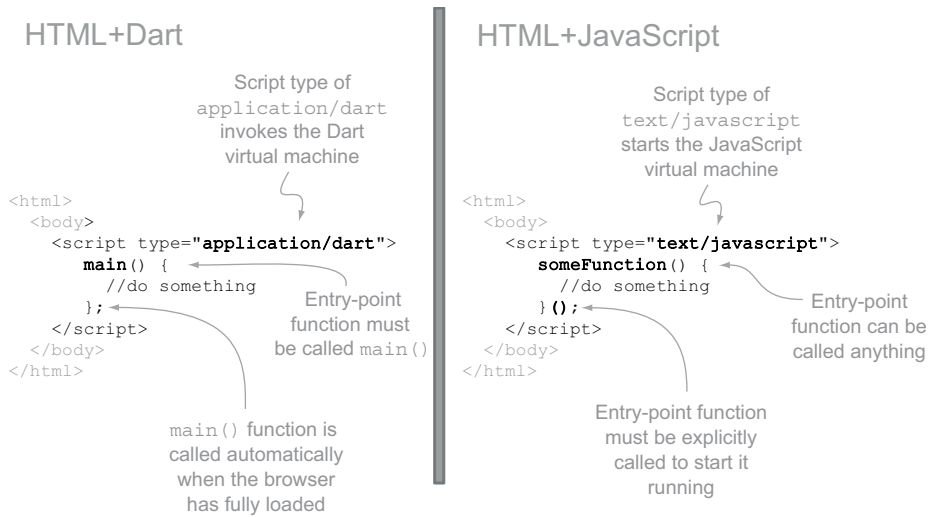 HTML+Dart
Script type of
application/dart
invokes the Dart
virtual machine
<html>
<body>
<script type="application/dart">
main() {
//do something
};
</script>
</body>
</html>
Entry-point
function must
be called main()
main() function is
called automatically
when the browser
has fully loaded
HTML+JavaScript
Script type of
text/javascript
starts the JavaScript
virtual machine
<html>
<body>
<script type="text/javascript">
someFunction() {
//do something
}();
</script>
</body>
</html>
Entry-point
function can be
called anything
Entry-point function
must be explicitly
called to start it
running